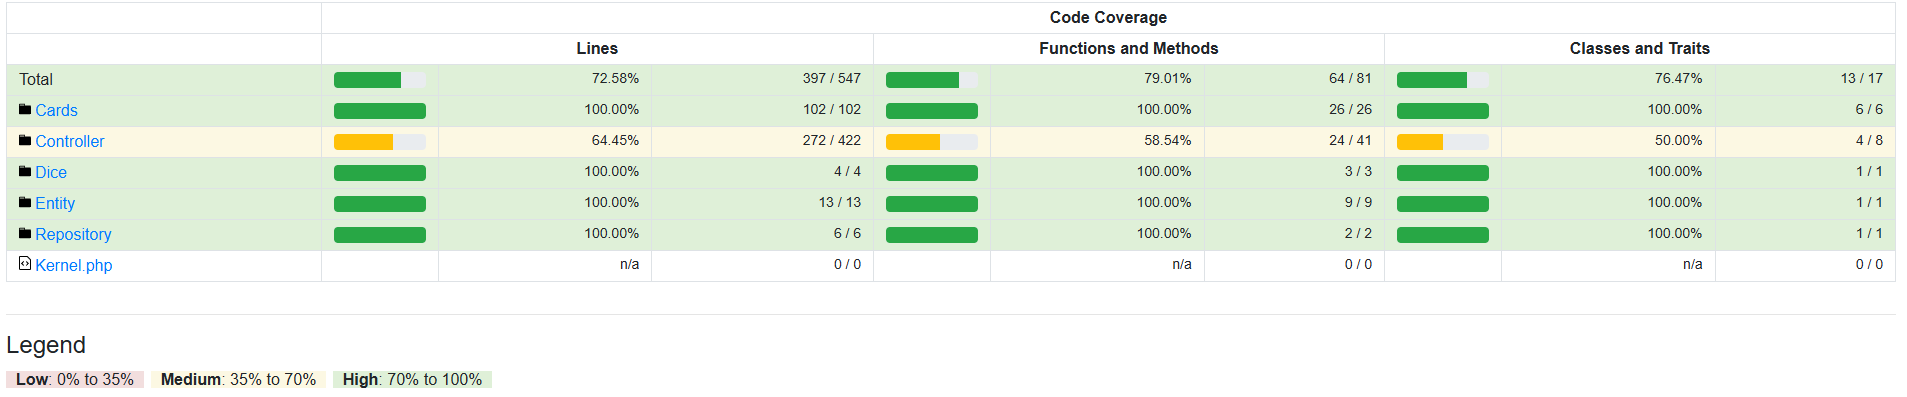 Code Coverage
Lines Functions and Methods Classes and Traits
Total 72.58% 397 / 547 79.01% 64 / 81 76.47% 13 / 17
Cards 100.00% 102 / 102 100.00% 26 / 26 100.00% 6 / 6
Controller 64.45% 272 / 422 58.54% 24 / 41 50.00% 4 / 8
Dice 100.00% 4 / 4 100.00% 3 / 3 100.00% 1 / 1
Entity 100.00% 13 / 13 100.00% 9 / 9 100.00% 1 / 1
Repository 100.00% 6 / 6 100.00% 2 / 2 100.00% 1 / 1
Kernel.php n/a 0 / 0 n/a 0 / 0 n/a 0 / 0
Legend
Low: 0% to 35% Medium: 35% to 70% High: 70% to 100%